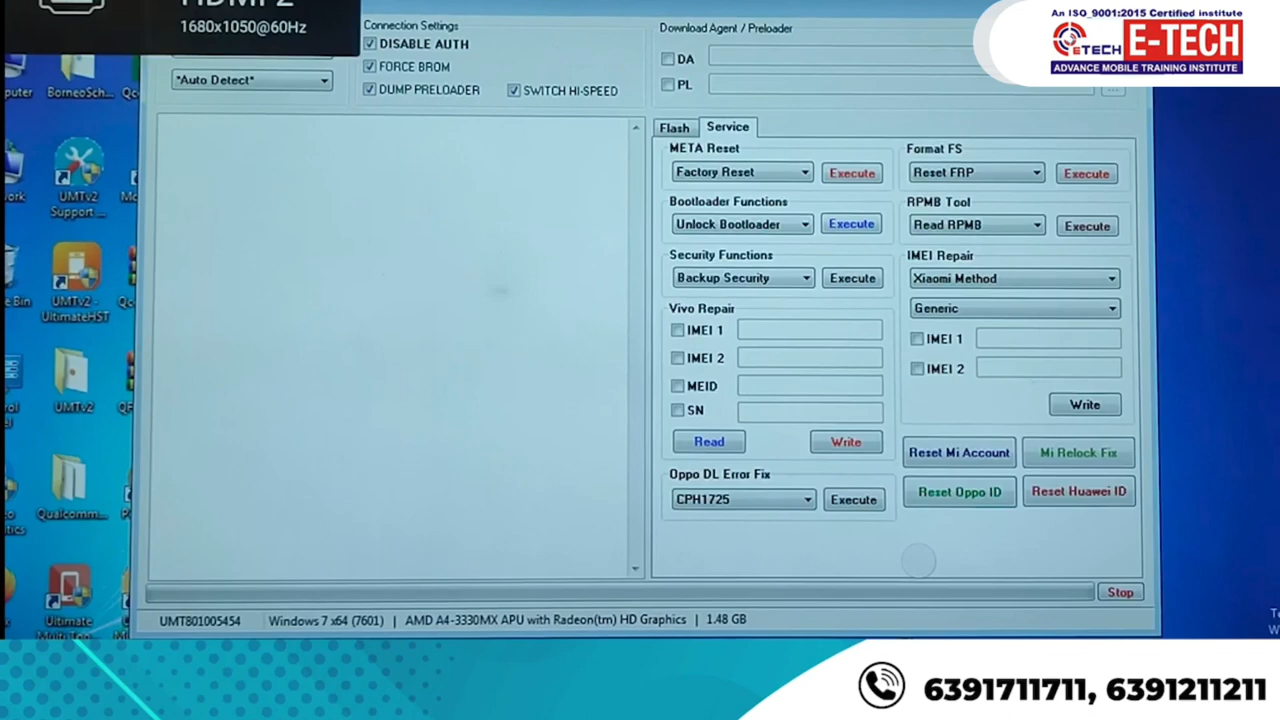 HDMI 2
1680x1050@60Hz
An ISO_9001:2015 Certified institute
ETECH
E-TECH
ADVANCE MOBILE TRAINING INSTITUTE
Connection Settings
DISABLE AUTH
FORCE BROM
DUMP PRELOADER
SWITCH HI-SPEED
*Auto Detect*
Download Agent / Preloader
DA
PL
...
Flash
Service
META Reset
Factory Reset
Execute
Format FS
Reset FRP
Execute
Bootloader Functions
Unlock Bootloader
Execute
RPMB Tool
Read RPMB
Execute
Security Functions
Backup Security
Execute
IMEI Repair
Xiaomi Method
Generic
IMEI 1
IMEI 2
Write
Vivo Repair
IMEI 1
IMEI 2
MEID
SN
Read
Write
Reset Mi Account
Mi Relock Fix
Oppo DL Error Fix
CPH1725
Execute
Reset Oppo ID
Reset Huawei ID
Stop
UMT801005454
Windows 7 x64 (7601) | AMD A4-3330MX APU with Radeon(tm) HD Graphics | 1.48 GB
BorneoSch...
UMTv2
Support ...
UMTv2 -
UltimateHST
UMTv2
Qualcomm...
Ultimate
6391711711, 6391211211